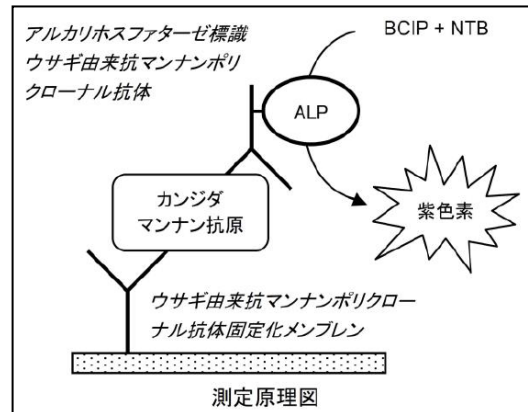 アルカリホスファターゼ標識
ウサギ由来抗マンナンポリ
クローナル抗体
BCIP + NTB
ALP
カンジダ
マンナン抗原
紫色素
ウサギ由来抗マンナンポリクロー
ナル抗体固定化メンブレン
測定原理図